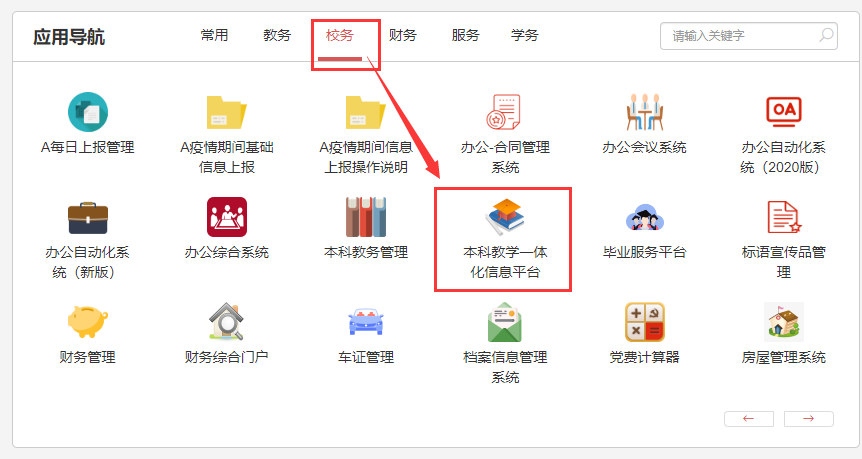 应用导航
常用 教务 校务 财务 服务 学务
请输入关键字
A每日上报管理
A疫情期间基础
信息上报
A疫情期间信息
上报操作说明
办公-合同管理
系统
办公会议系统
OA
办公自动化系
统（2020版）
办公自动化系
统（新版）
办公综合系统
本科教务管理
本科教学一体
化信息平台
毕业服务平台
标语宣传品管
理
财务管理
财务综合门户
车证管理
档案信息管理
系统
党费计算器
房屋管理系统